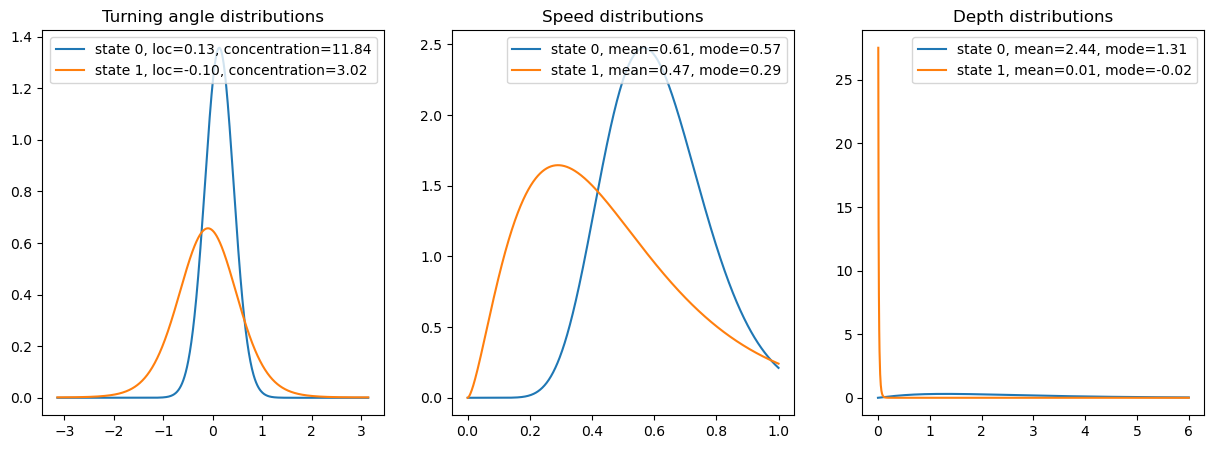 Turning angle distributions
state 0, loc=0.13, concentration=11.84
state 1, loc=-0.10, concentration=3.02
1.4
1.2
1.0
0.8
0.6
0.4
0.2
0.0
−3 −2 −1 0 1 2 3
Speed distributions
state 0, mean=0.61, mode=0.57
state 1, mean=0.47, mode=0.29
2.5
2.0
1.5
1.0
0.5
0.0
0.0 0.2 0.4 0.6 0.8 1.0
Depth distributions
state 0, mean=2.44, mode=1.31
state 1, mean=0.01, mode=-0.02
25
20
15
10
5
0
0 1 2 3 4 5 6